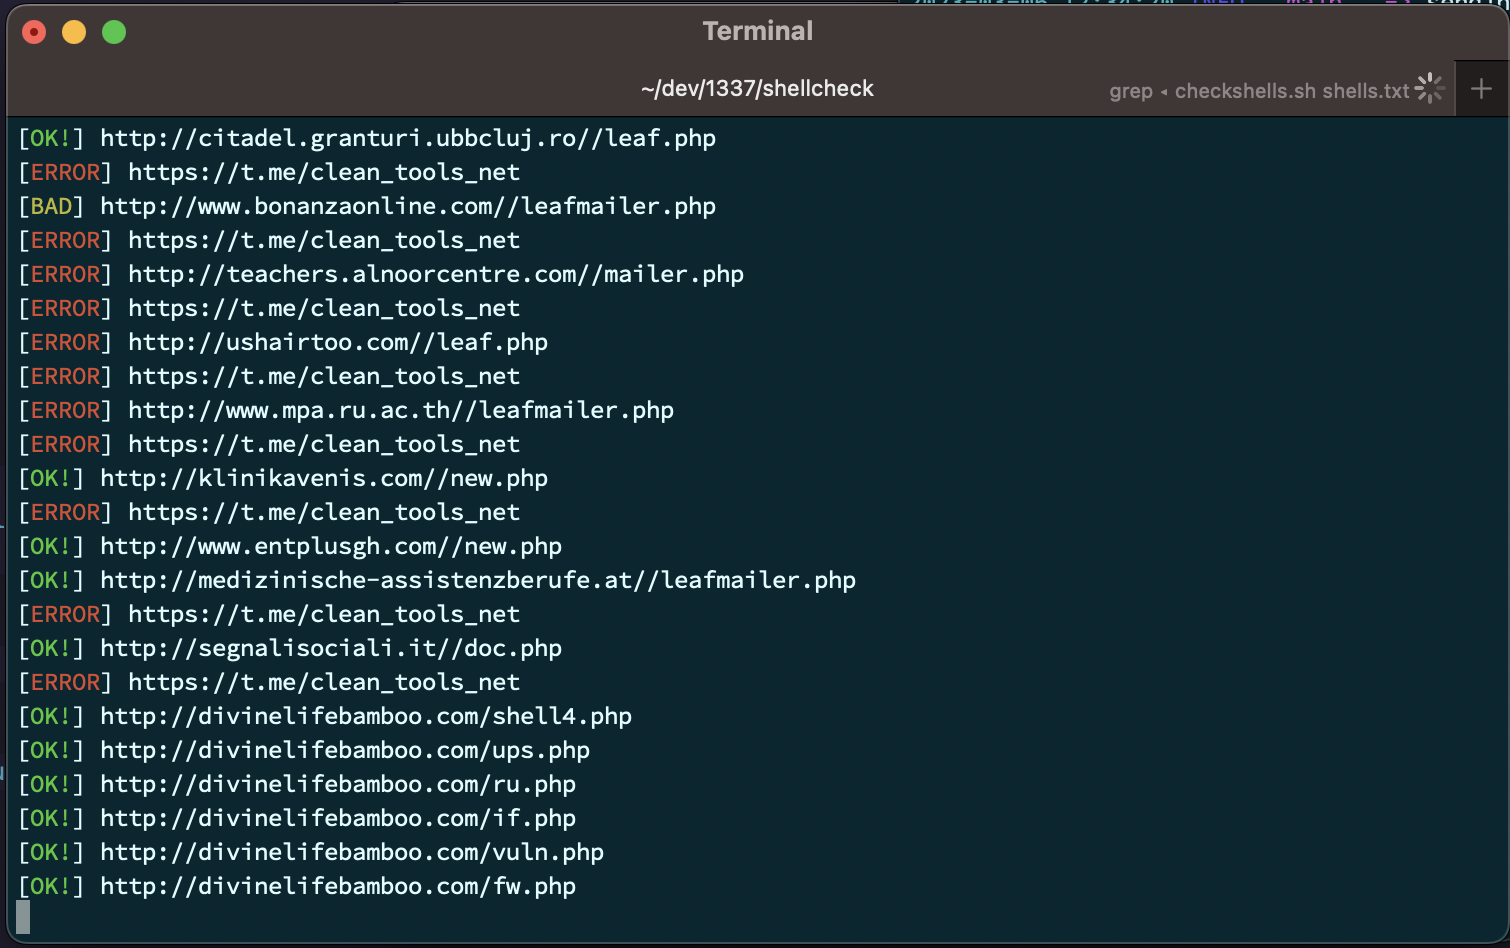 Terminal
~/dev/1337/shellcheck
grep ◂ checkshells.sh shells.txt
[OK!] http://citadel.granturi.ubbcluj.ro//leaf.php
[ERROR] https://t.me/clean_tools_net
[BAD] http://www.bonanzaonline.com//leafmailer.php
[ERROR] https://t.me/clean_tools_net
[ERROR] http://teachers.alnoorcentre.com//mailer.php
[ERROR] https://t.me/clean_tools_net
[ERROR] http://ushairtoo.com//leaf.php
[ERROR] https://t.me/clean_tools_net
[ERROR] http://www.mpa.ru.ac.th//leafmailer.php
[ERROR] https://t.me/clean_tools_net
[OK!] http://klinikavenis.com//new.php
[ERROR] https://t.me/clean_tools_net
[OK!] http://www.entplusgh.com//new.php
[OK!] http://medizinische-assistenzberufe.at//leafmailer.php
[ERROR] https://t.me/clean_tools_net
[OK!] http://segnalisociali.it//doc.php
[ERROR] https://t.me/clean_tools_net
[OK!] http://divinelifebamboo.com/shell4.php
[OK!] http://divinelifebamboo.com/ups.php
[OK!] http://divinelifebamboo.com/ru.php
[OK!] http://divinelifebamboo.com/if.php
[OK!] http://divinelifebamboo.com/vuln.php
[OK!] http://divinelifebamboo.com/fw.php